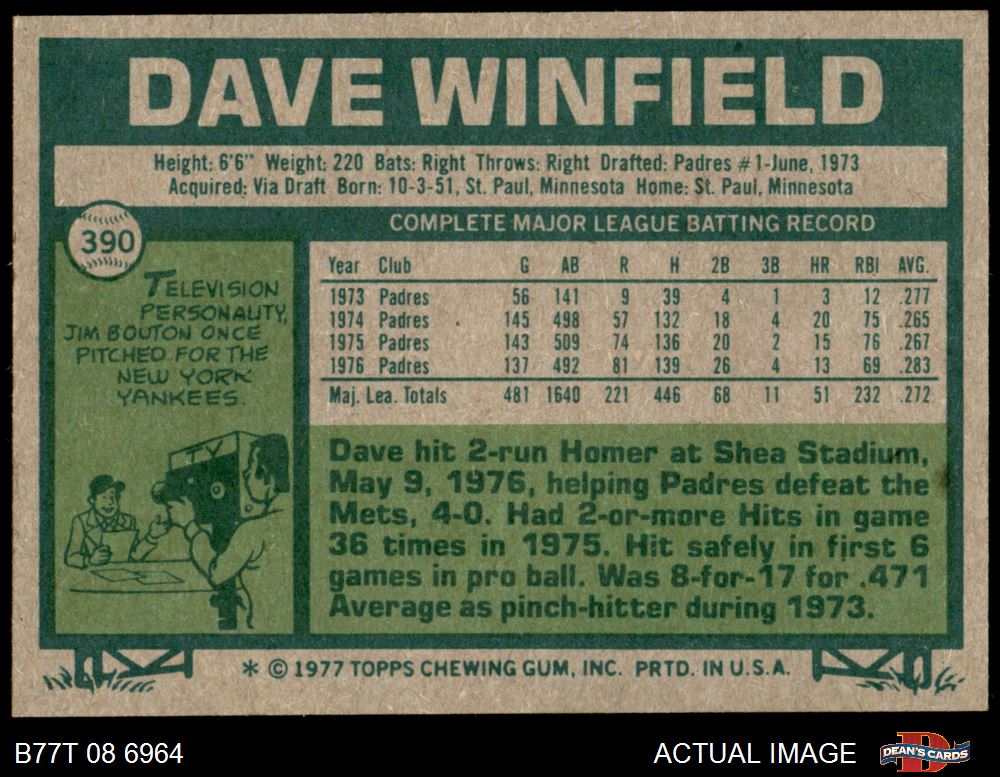 DAVE WINFIELD
Height: 6'6" Weight: 220 Bats: Right Throws: Right Drafted: Padres #1-June, 1973
Acquired: Via Draft Born: 10-3-51, St. Paul, Minnesota Home: St. Paul, Minnesota
390
COMPLETE MAJOR LEAGUE BATTING RECORD
Year Club G AB R H 2B 3B HR RBI AVG.
1973 Padres 56 141 9 39 4 1 3 12 .277
1974 Padres 145 498 57 132 18 4 20 75 .265
1975 Padres 143 509 74 136 20 2 15 76 .267
1976 Padres 137 492 81 139 26 4 13 69 .283
Maj. Lea. Totals 481 1640 221 446 68 11 51 232 .272
TELEVISION
PERSONALITY,
JIM BOUTON ONCE
PITCHED FOR THE
NEW YORK
YANKEES.
TV
Dave hit 2-run Homer at Shea Stadium,
May 9, 1976, helping Padres defeat the
Mets, 4-0. Had 2-or-more Hits in game
36 times in 1975. Hit safely in first 6
games in pro ball. Was 8-for-17 for .471
Average as pinch-hitter during 1973.
* © 1977 TOPPS CHEWING GUM, INC. PRTD. IN U.S.A.
B77T 08 6964
ACTUAL IMAGE
D
DEAN'S CARDS